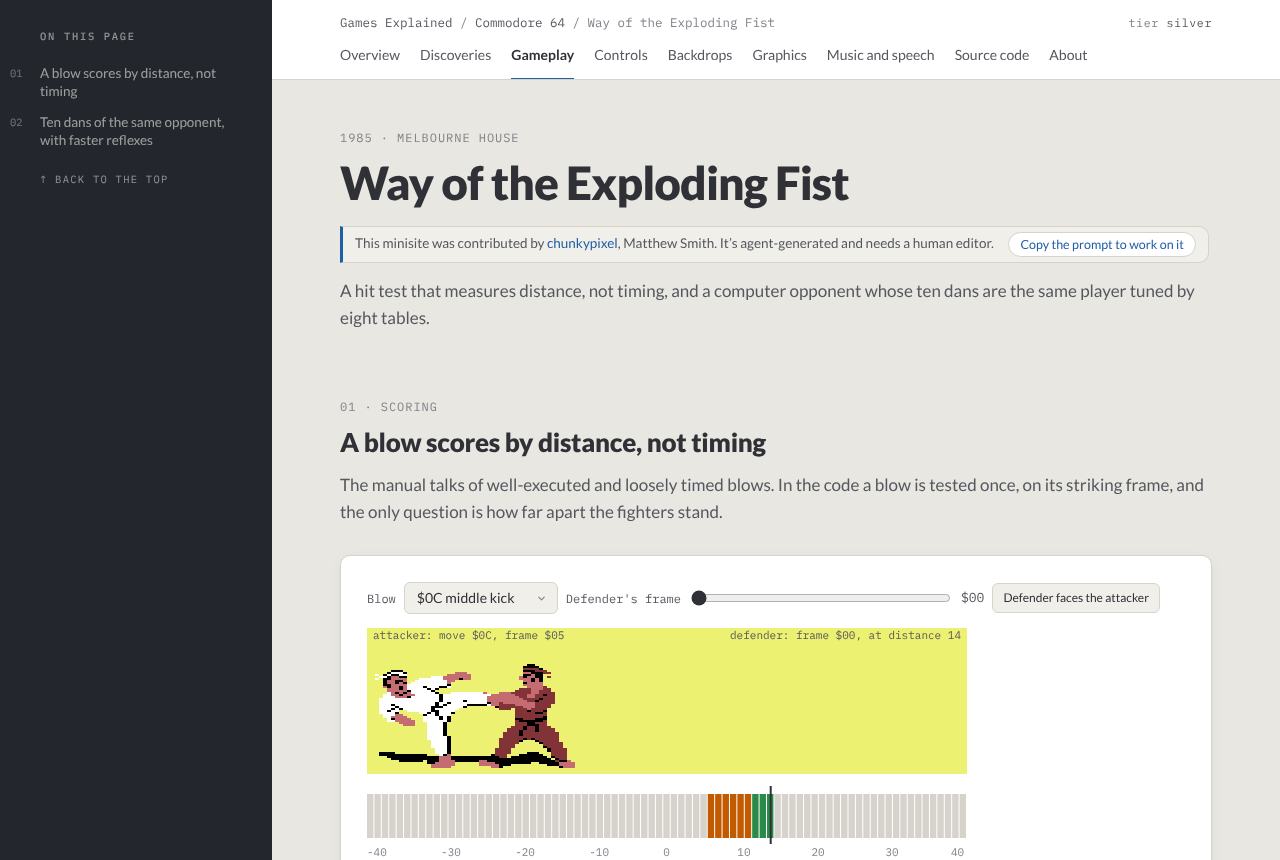 ON THIS PAGE
01 A blow scores by distance, not
timing
02 Ten dans of the same opponent,
with faster reflexes
↑ BACK TO THE TOP
Games Explained / Commodore 64 / Way of the Exploding Fist
tier silver
Overview Discoveries Gameplay Controls Backdrops Graphics Music and speech Source code About
1985 · MELBOURNE HOUSE
Way of the Exploding Fist
This minisite was contributed by chunkypixel, Matthew Smith. It's agent-generated and needs a human editor.
Copy the prompt to work on it
A hit test that measures distance, not timing, and a computer opponent whose ten dans are the same player tuned by
eight tables.
01 · SCORING
A blow scores by distance, not timing
The manual talks of well-executed and loosely timed blows. In the code a blow is tested once, on its striking frame, and
the only question is how far apart the fighters stand.
Blow $0C middle kick Defender's frame $00 Defender faces the attacker
attacker: move $0C, frame $05
defender: frame $00, at distance 14
-40 -30 -20 -10 0 10 20 30 40